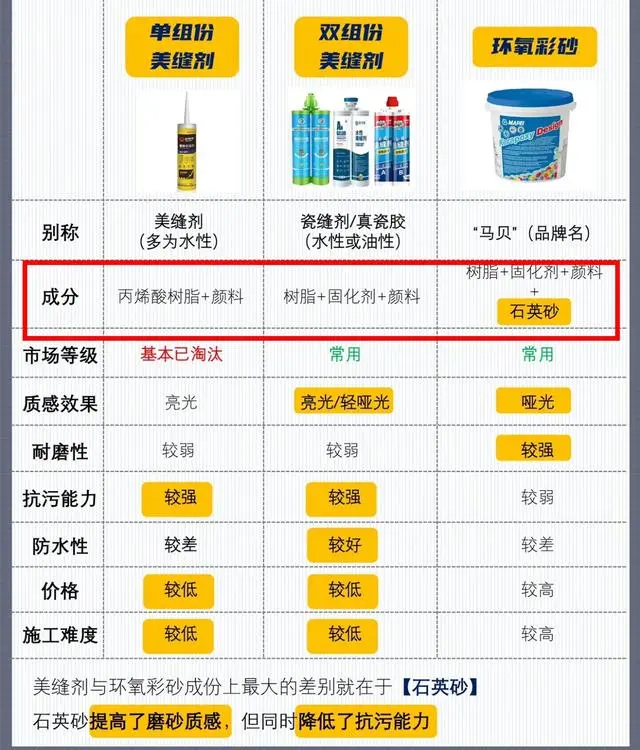 单组份
美缝剂
双组份
美缝剂
环氧彩砂
MAPEI
Design
A
B
别称
美缝剂
（多为水性）
瓷缝剂/真瓷胶
（水性或油性）
“马贝”（品牌名）
成分
丙烯酸树脂+颜料
树脂+固化剂+颜料
树脂+固化剂+颜料
+
石英砂
市场等级
基本已淘汰
常用
常用
质感效果
亮光
亮光/轻哑光
哑光
耐磨性
较弱
较弱
较强
抗污能力
较强
较强
较弱
防水性
较差
较好
较差
价格
较低
较低
较高
施工难度
较低
较低
较高
美缝剂与环氧彩砂成份上最大的差别就在于【石英砂】
石英砂提高了磨砂质感，但同时降低了抗污能力